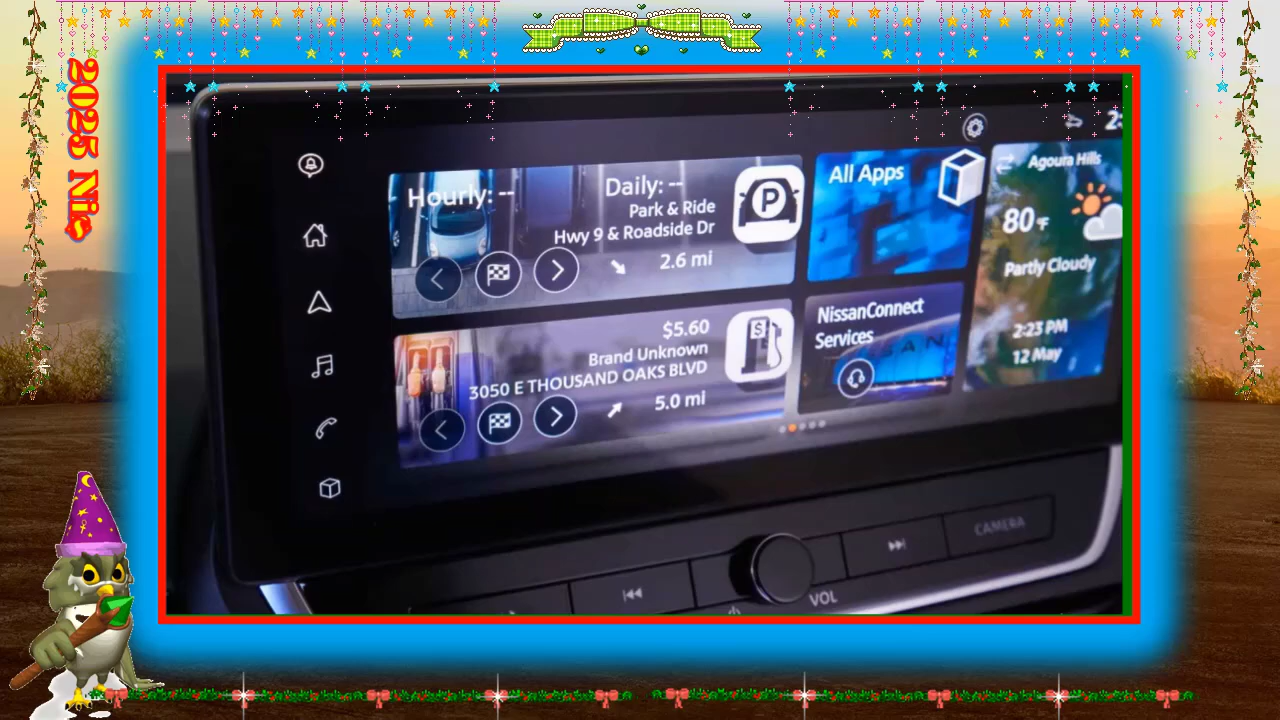 2025 Nis
Hourly: --
Daily: --
Park & Ride
Hwy 9 & Roadside Dr
2.6 mi
P
All Apps
Agoura Hills
80°F
Partly Cloudy
2:23 PM
12 May
$5.60
Brand Unknown
3050 E THOUSAND OAKS BLVD
5.0 mi
$
NissanConnect
Services
CAMERA
VOL